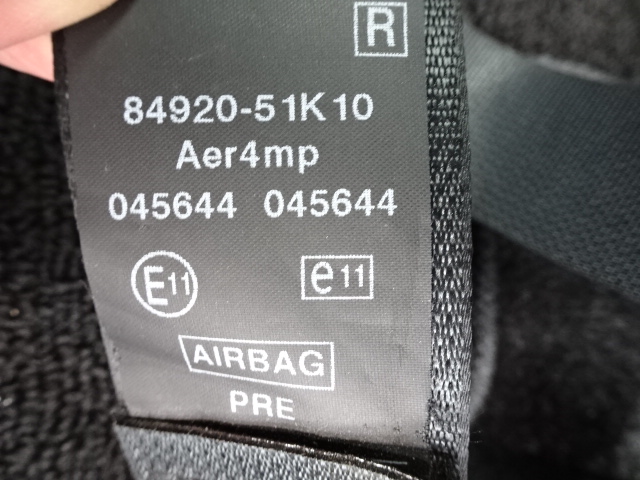 R
84920-51K10
Aer4mp
045644 045644
E11 e11
AIRBAG
PRE